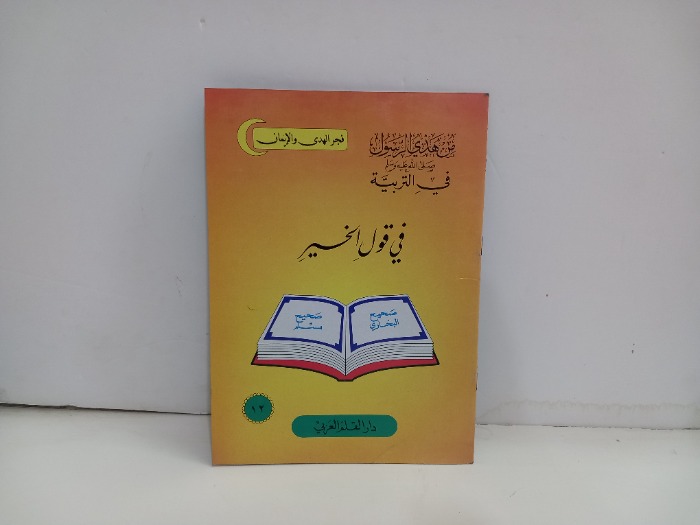 من هدي الرسول
صلى الله عليه وسلم
في التربية
فجر الهدى والإيمان
في قول الخير
صحيح
البخاري
صحيح
مسلم
١٢
دار القلم العربي